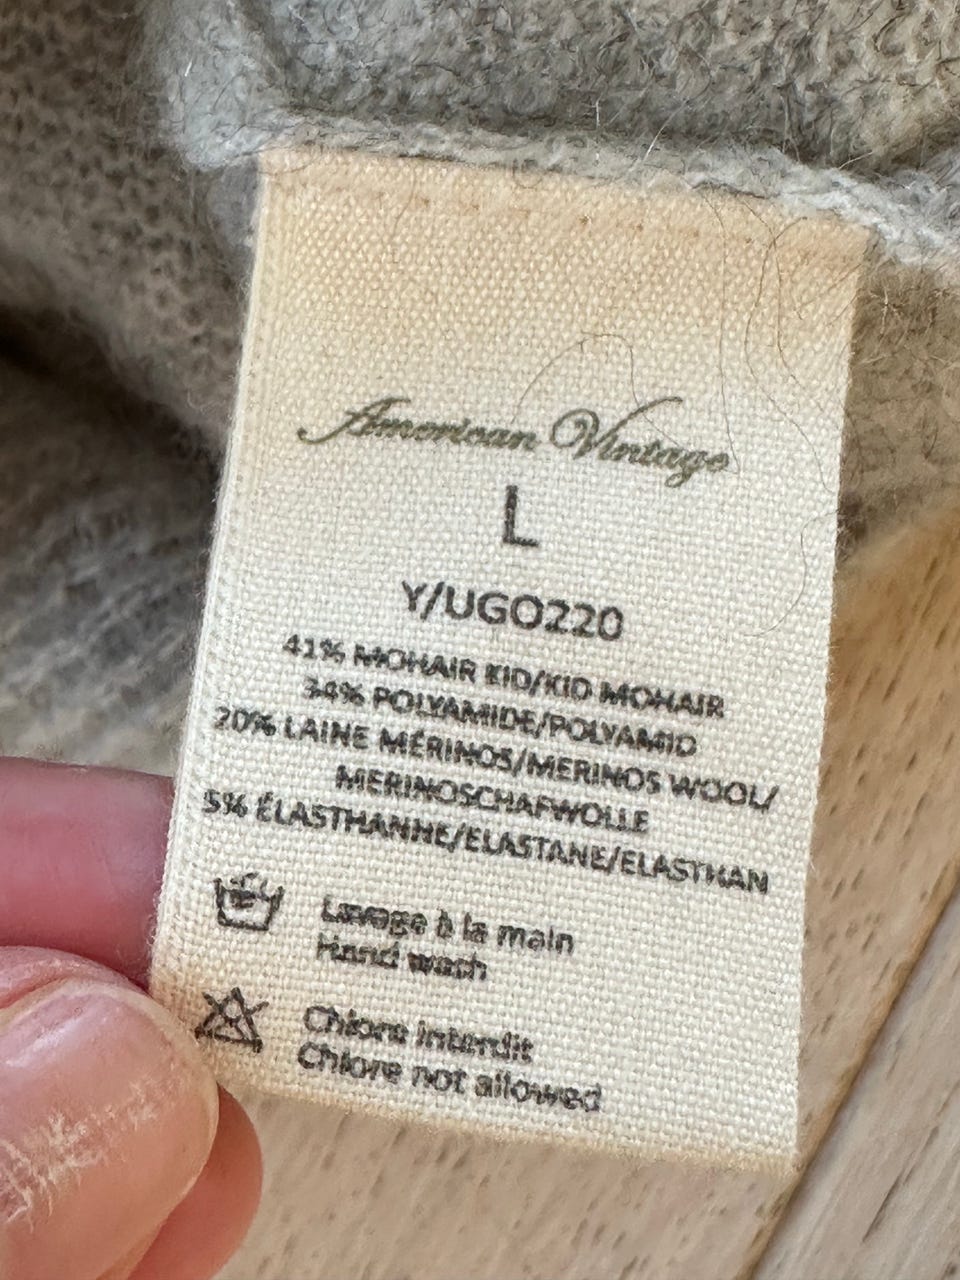 American Vintage
L
Y/UGO220
41% MOHAIR KID/KID MOHAIR
34% POLYAMIDE/POLYAMID
20% LAINE MÉRINOS/MERINOS WOOL/
MERINOSCHAFWOLLE
5% ÉLASTHANNE/ELASTANE/ELASTHAN
Lavage à la main
Hand wash
Chlore interdit
Chlore not allowed